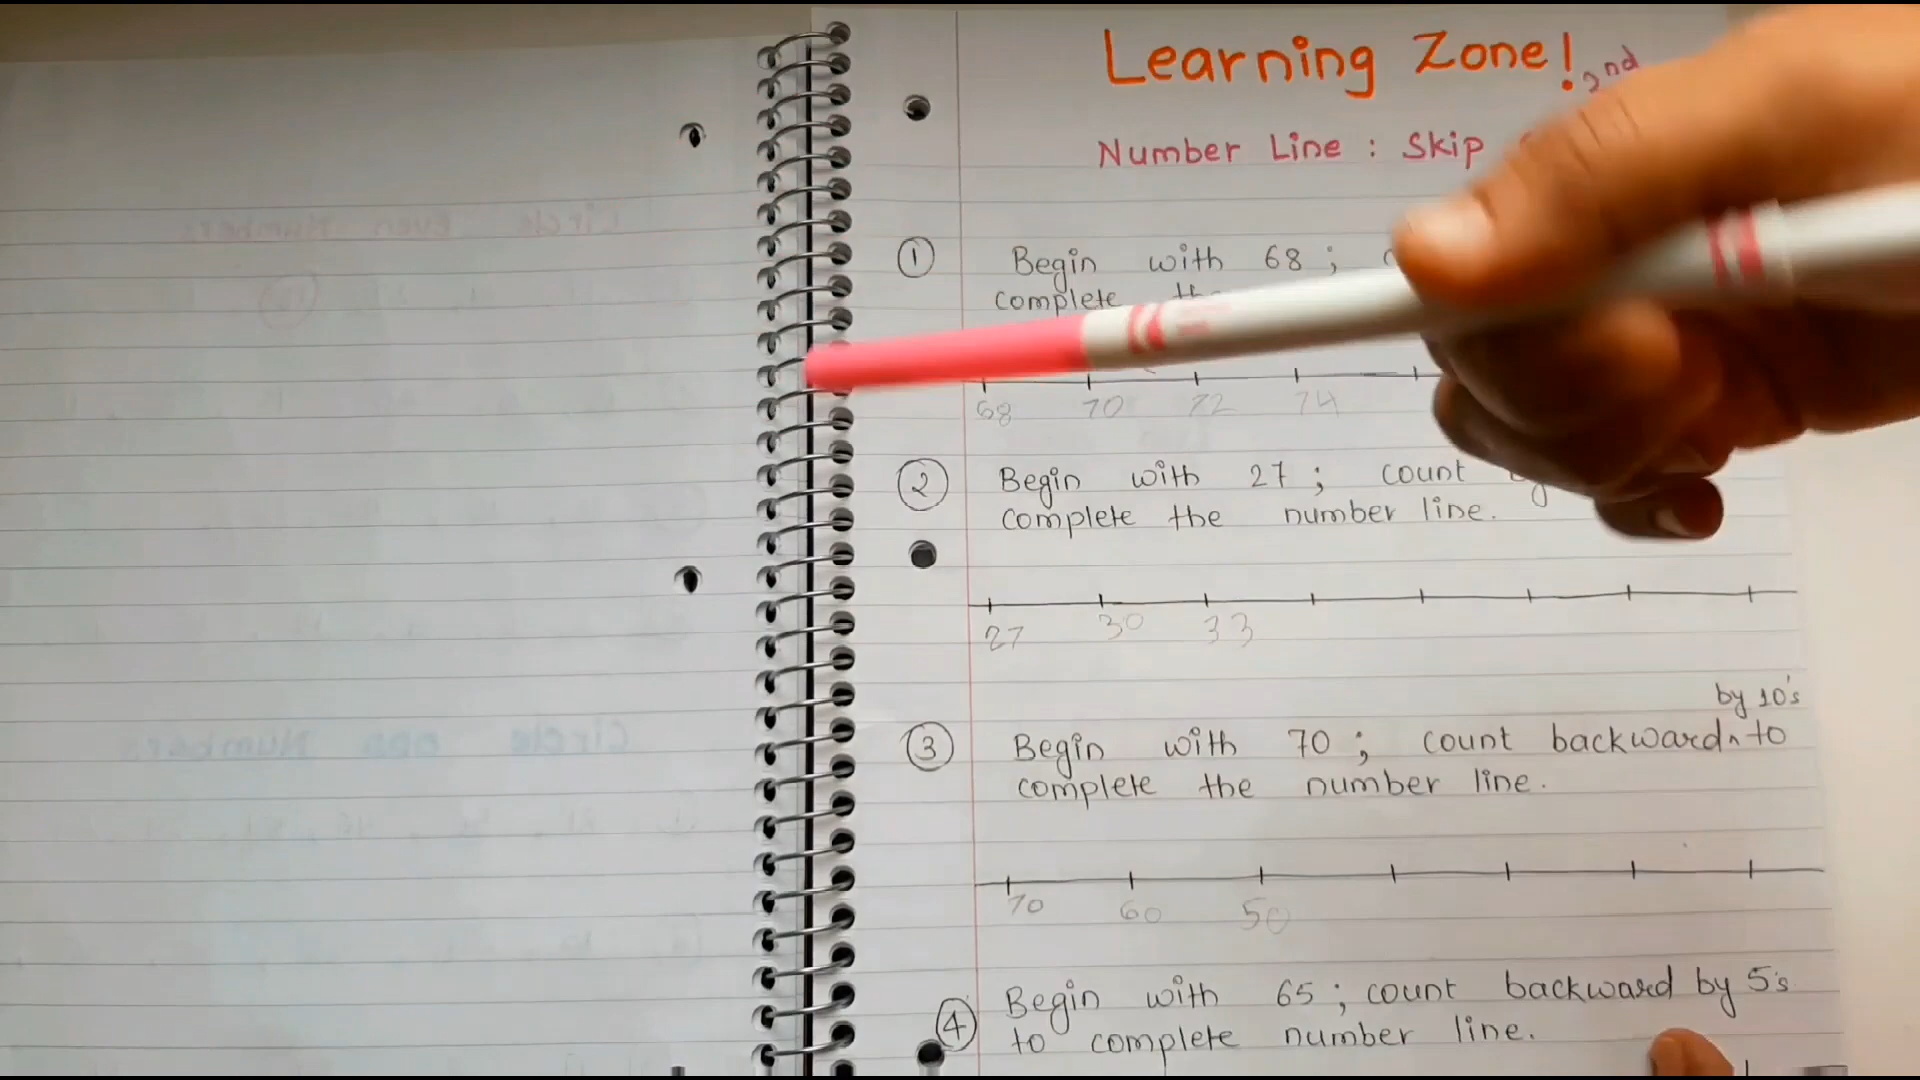 Learning Zone!
2nd
Number Line : Skip
① Begin with 68 ;
complete
68 70 72 74
② Begin with 27 ; count
complete the number line.
27 30 33
by 10's
③ Begin with 70 ; count backward^ to
complete the number line.
70 60 50
④ Begin with 65 ; count backward by 5's
to complete number line.